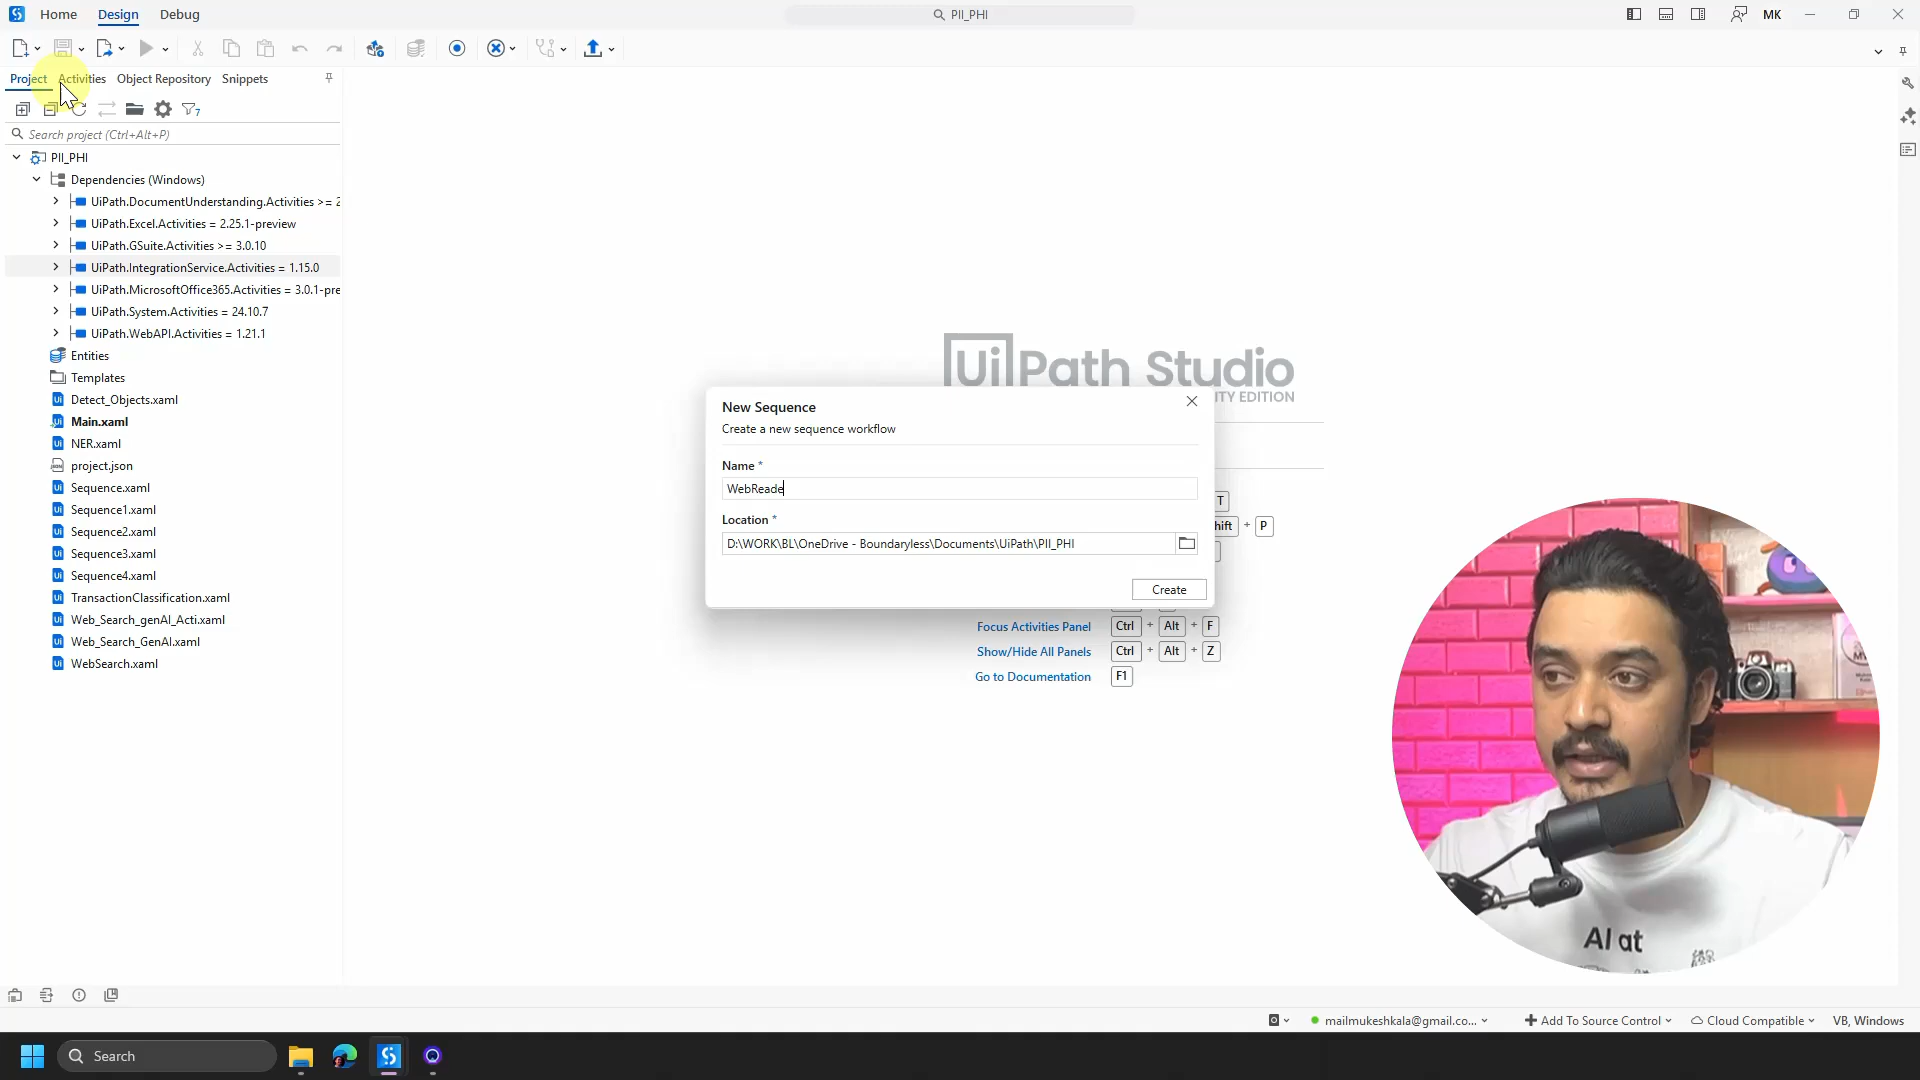 Home
Design
Debug
PII_PHI
MK
Project
Activities
Object Repository
Snippets
7
Search project (Ctrl+Alt+P)
PII_PHI
Dependencies (Windows)
UiPath.DocumentUnderstanding.Activities >= 2
UiPath.Excel.Activities = 2.25.1-preview
UiPath.GSuite.Activities >= 3.0.10
UiPath.IntegrationService.Activities = 1.15.0
UiPath.MicrosoftOffice365.Activities = 3.0.1-pre
UiPath.System.Activities = 24.10.7
UiPath.WebAPI.Activities = 1.21.1
Entities
Templates
Detect_Objects.xaml
Main.xaml
NER.xaml
project.json
Sequence.xaml
Sequence1.xaml
Sequence2.xaml
Sequence3.xaml
Sequence4.xaml
TransactionClassification.xaml
Web_Search_genAI_Acti.xaml
Web_Search_GenAI.xaml
WebSearch.xaml
UiPath Studio
ITY EDITION
New Sequence
Create a new sequence workflow
Name *
WebReade
Location *
D:\WORK\BL\OneDrive - Boundaryless\Documents\UiPath\PII_PHI
Create
T
hift + P
Focus Activities Panel Ctrl + Alt + F
Show/Hide All Panels Ctrl + Alt + Z
Go to Documentation F1
AI at
mailmukeshkala@gmail.co...
Add To Source Control
Cloud Compatible
VB, Windows
Search